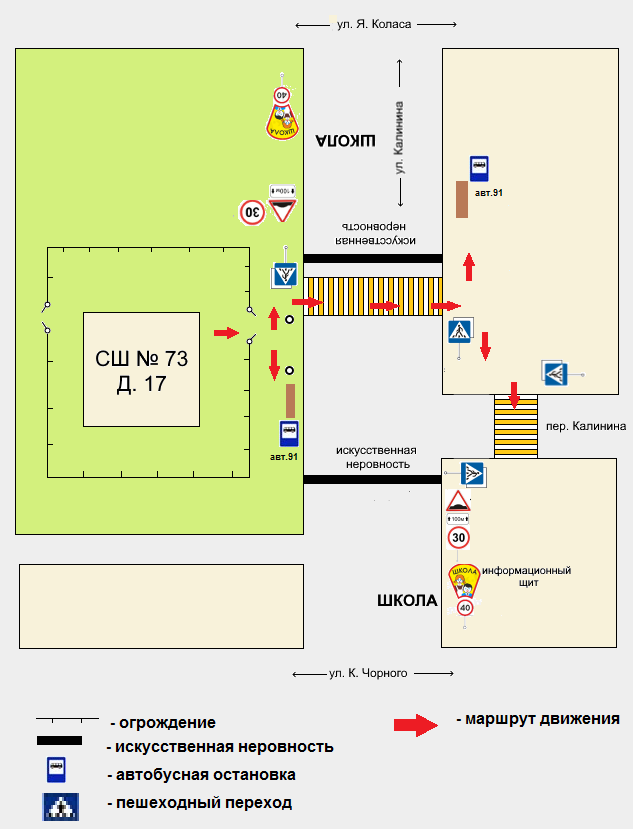 ул. Я. Коласа
40
ШКОЛА
ШКОЛА
ул. Калинина
100м
30
авт.91
искусственная
неровность
СШ № 73
Д. 17
пер. Калинина
авт.91
искусственная
неровность
100м
30
ШКОЛА
информационный
щит
ШКОЛА
40
ул. К. Чорного
- огрождение
- маршрут движения
- искусственная неровность
- автобусная остановка
- пешеходный переход